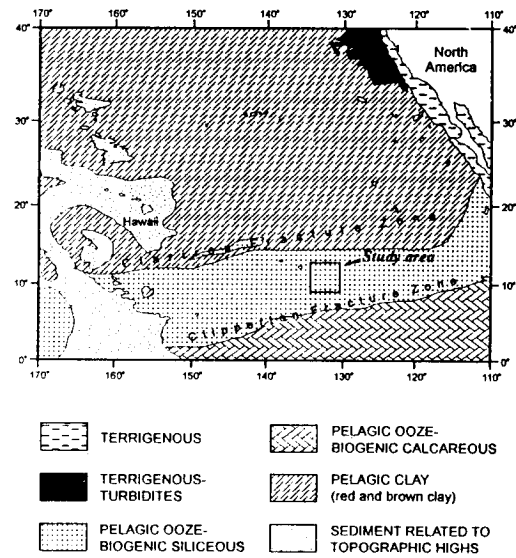 170° 160° 150° 140° 130° 120° 110°
40° 40°
North
America
30° 30°
20° 20°
Hawaii
Clarion Fracture Zone
Study area
10° 10°
Clipperton Fracture Zone
0° 0°
170° 160° 150° 140° 130° 120° 110°
TERRIGENOUS
TERRIGENOUS-
TURBIDITES
PELAGIC OOZE-
BIOGENIC SILICEOUS
PELAGIC OOZE-
BIOGENIC CALCAREOUS
PELAGIC CLAY
(red and brown clay)
SEDIMENT RELATED TO
TOPOGRAPHIC HIGHS